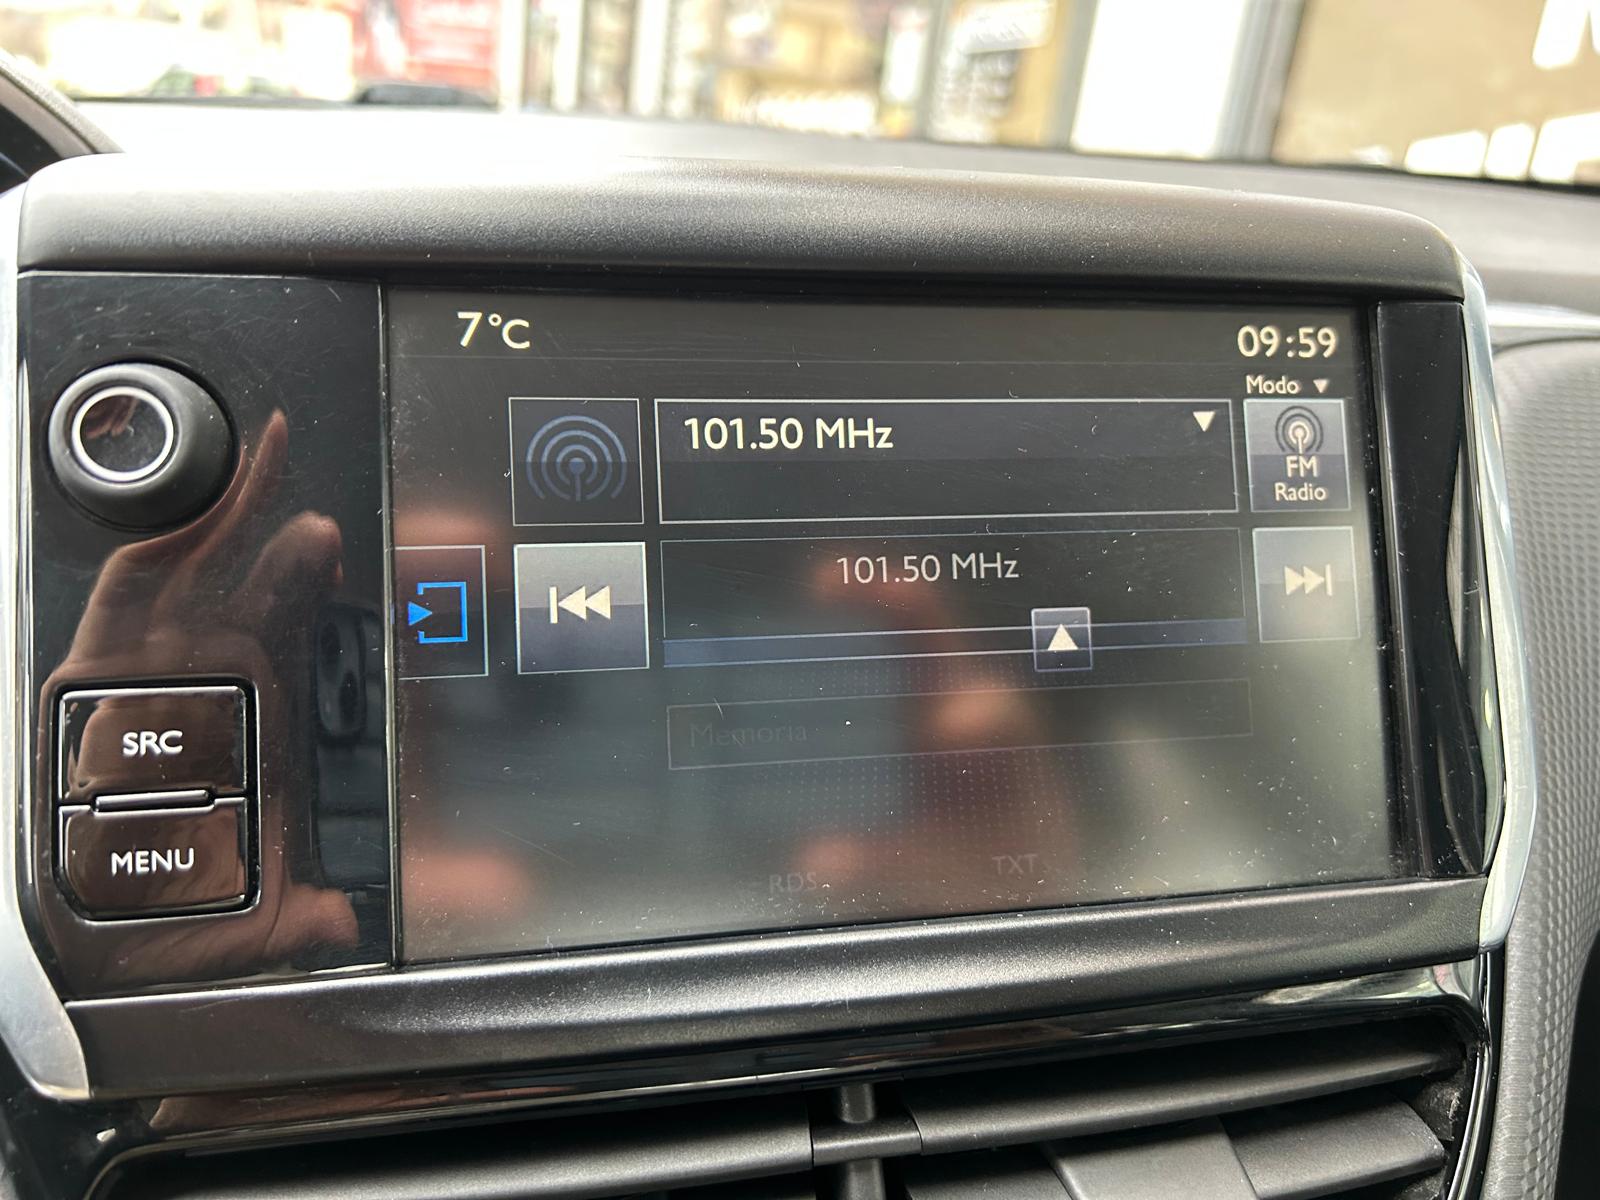 7°C
09:59
Modo
101.50 MHz
FM
Radio
101.50 MHz
SRC
Memoria
MENU
RDS
TXT